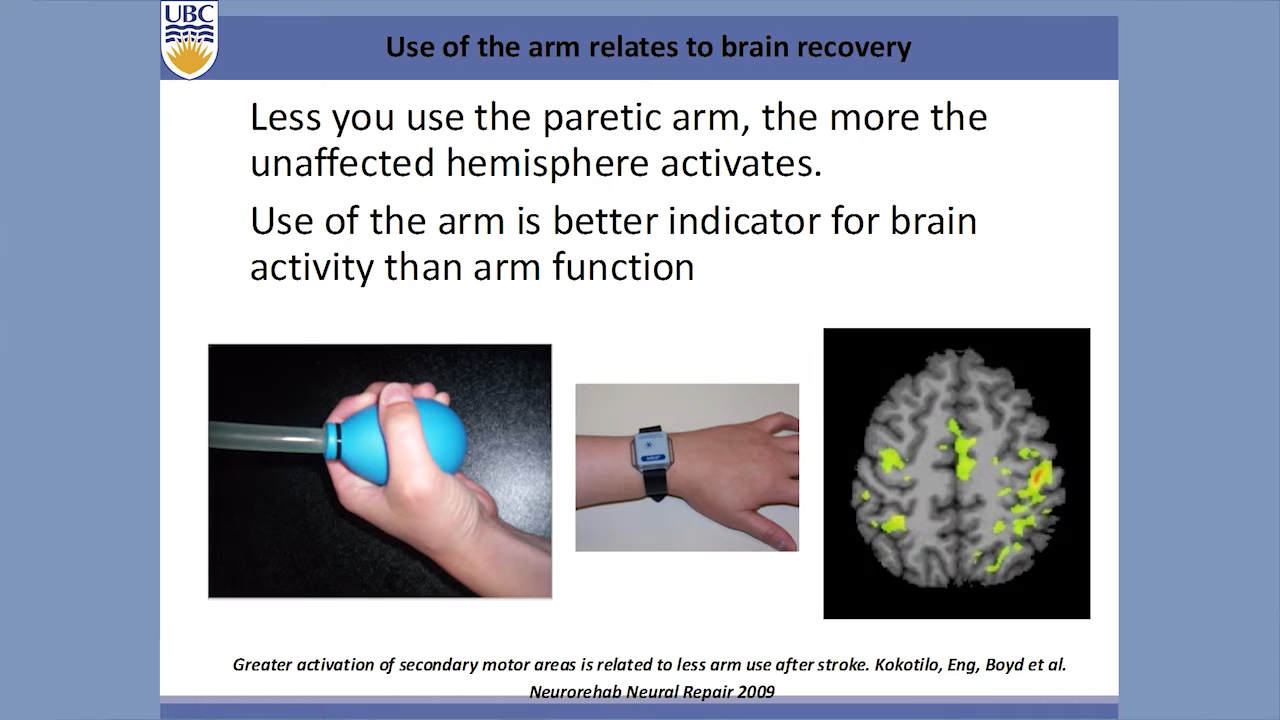 UBC
Use of the arm relates to brain recovery
Less you use the paretic arm, the more the
unaffected hemisphere activates.
Use of the arm is better indicator for brain
activity than arm function
Greater activation of secondary motor areas is related to less arm use after stroke. Kokotilo, Eng, Boyd et al.
Neurorehab Neural Repair 2009